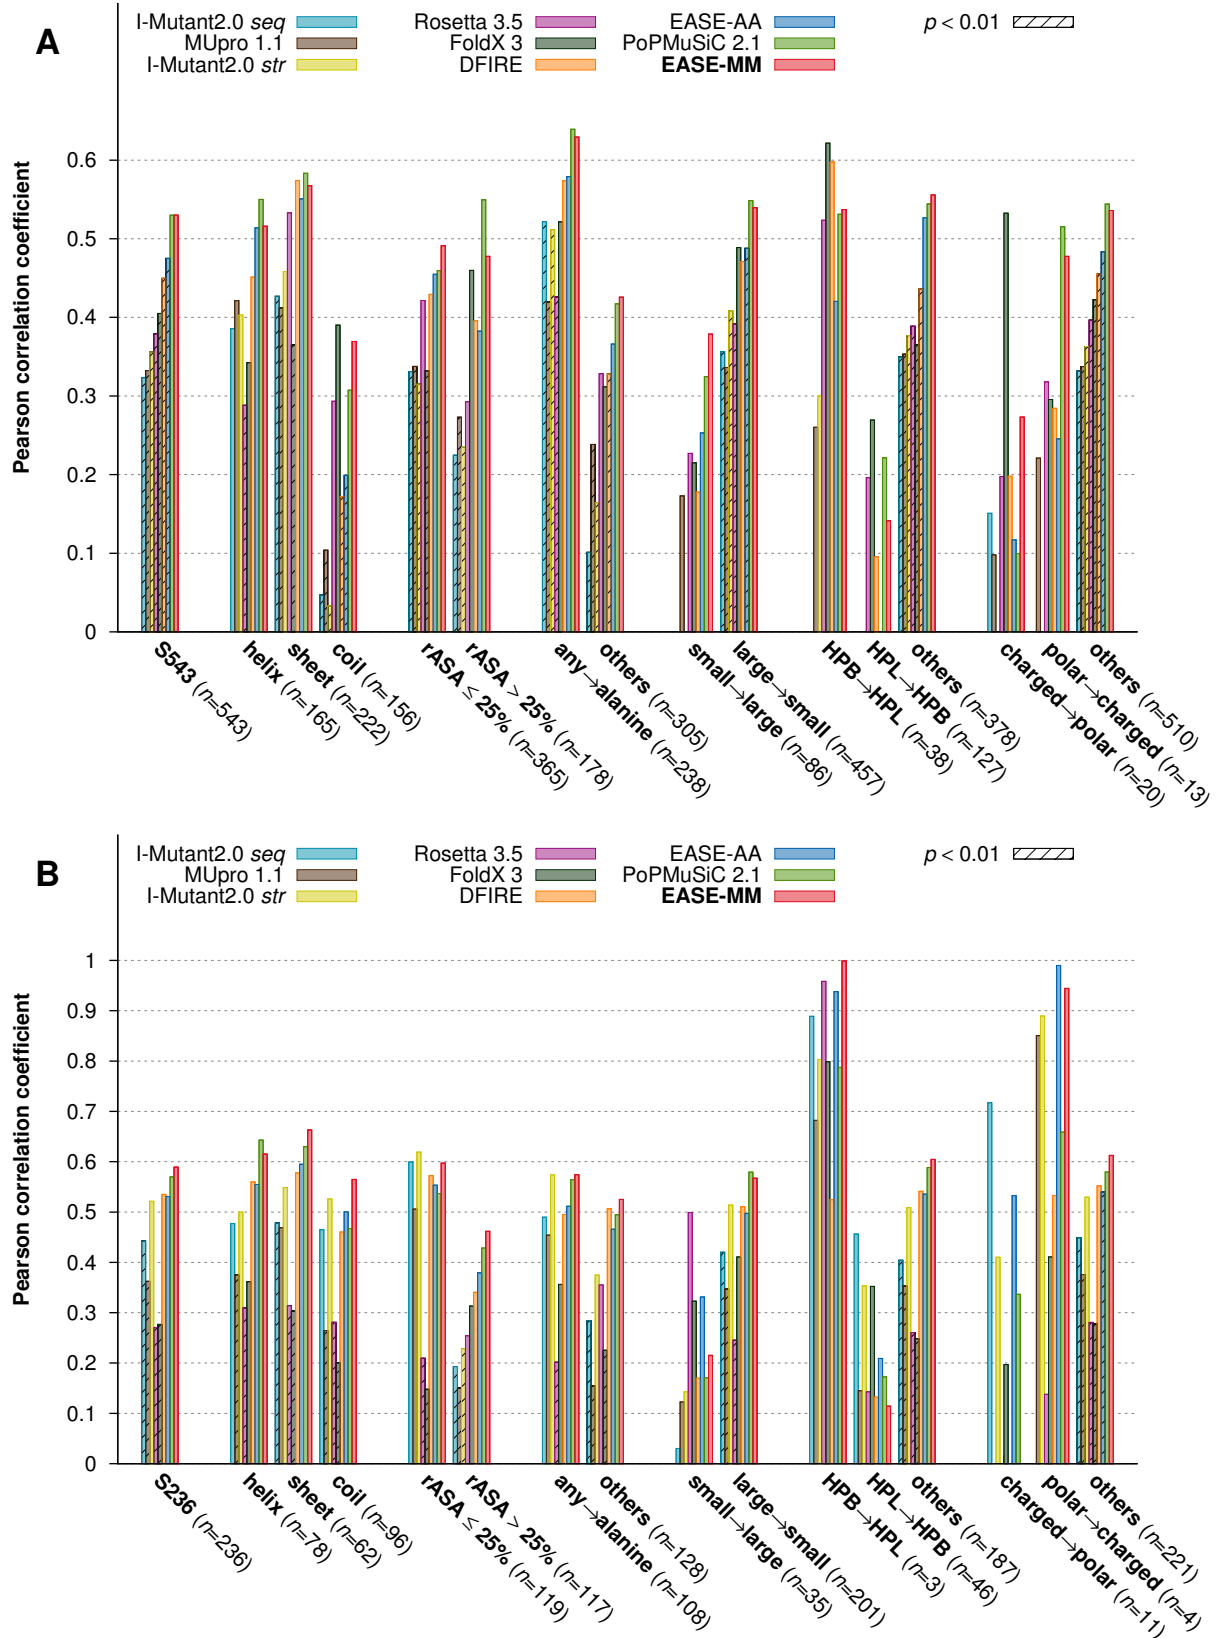 A
I-Mutant2.0 seq
MUpro 1.1
I-Mutant2.0 str
Rosetta 3.5
FoldX 3
DFIRE
EASE-AA
PoPMuSiC 2.1
EASE-MM
p < 0.01
Pearson correlation coefficient
0.6
0.5
0.4
0.3
0.2
0.1
0
S543 (n=543)
helix (n=165)
sheet (n=222)
coil (n=156)
rASA ≤ 25% (n=365)
rASA > 25% (n=178)
any→alanine (n=238)
others (n=305)
small→large (n=86)
large→small (n=457)
HPB→HPL (n=38)
HPL→HPB (n=127)
others (n=378)
charged→polar (n=20)
polar→charged (n=13)
others (n=510)
B
I-Mutant2.0 seq
MUpro 1.1
I-Mutant2.0 str
Rosetta 3.5
FoldX 3
DFIRE
EASE-AA
PoPMuSiC 2.1
EASE-MM
p < 0.01
Pearson correlation coefficient
1
0.9
0.8
0.7
0.6
0.5
0.4
0.3
0.2
0.1
0
S236 (n=236)
helix (n=78)
sheet (n=62)
coil (n=96)
rASA ≤ 25% (n=119)
rASA > 25% (n=117)
any→alanine (n=108)
others (n=128)
small→large (n=35)
large→small (n=201)
HPB→HPL (n=3)
HPL→HPB (n=46)
others (n=187)
charged→polar (n=11)
polar→charged (n=4)
others (n=221)